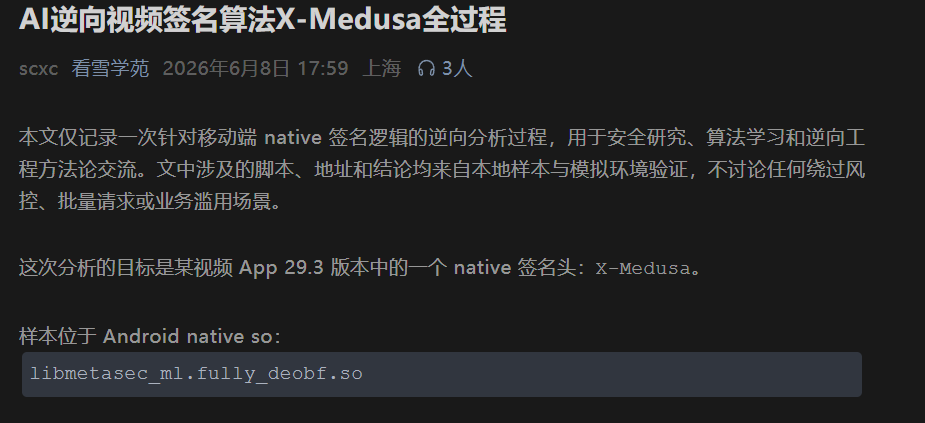 AI逆向视频签名算法X-Medusa全过程
scxc 看雪学苑 2026年6月8日 17:59 上海 3人
本文仅记录一次针对移动端 native 签名逻辑的逆向分析过程，用于安全研究、算法学习和逆向工
程方法论交流。文中涉及的脚本、地址和结论均来自本地样本与模拟环境验证，不讨论任何绕过风
控、批量请求或业务滥用场景。
这次分析的目标是某视频 App 29.3 版本中的一个 native 签名头：X-Medusa。
样本位于 Android native so：
libmetasec_ml.fully_deobf.so